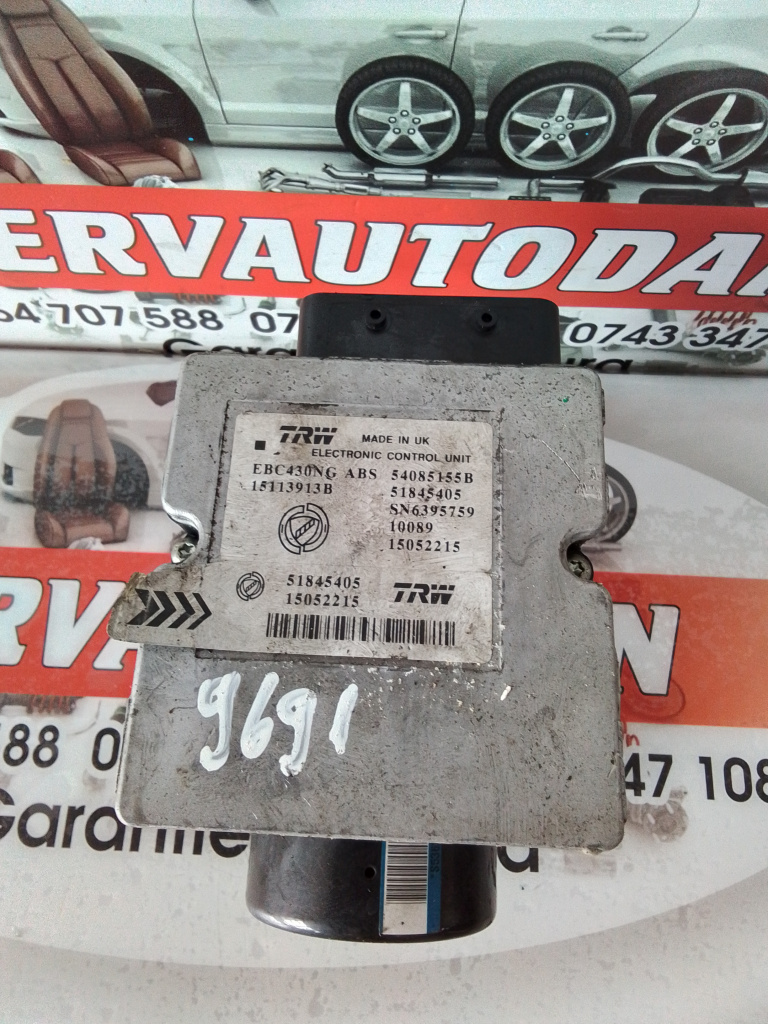 ERVAUTODA
707 588 07
0743 347
TRW MADE IN UK
ELECTRONIC CONTROL UNIT
EBC430NG ABS 54085155B
15113913B 51845405
SN6395759
10089
15052215
51845405
15052215 TRW
RVA N
9691
88 0 47 108
Garantie